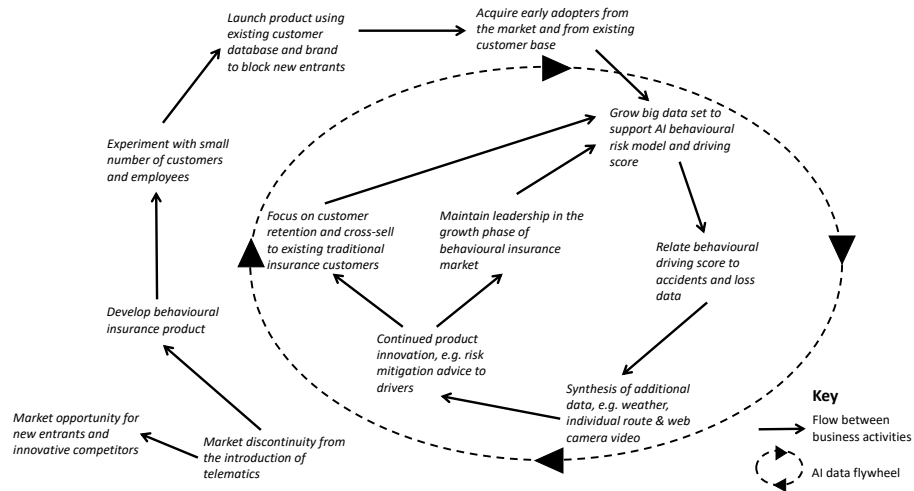 Launch product using
existing customer
database and brand
to block new entrants
Acquire early adopters from
the market and from existing
customer base
Grow big data set to
support AI behavioural
risk model and driving
score
Experiment with small
number of customers
and employees
Focus on customer
retention and cross-sell
to existing traditional
insurance customers
Maintain leadership in the
growth phase of
behavioural insurance
market
Relate behavioural
driving score to
accidents and loss
data
Develop behavioural
insurance product
Continued product
innovation, e.g. risk
mitigation advice to
drivers
Synthesis of additional
data, e.g. weather,
individual route & web
camera video
Market opportunity for
new entrants and
innovative competitors
Market discontinuity from
the introduction of
telematics
Key
Flow between
business activities
AI data flywheel